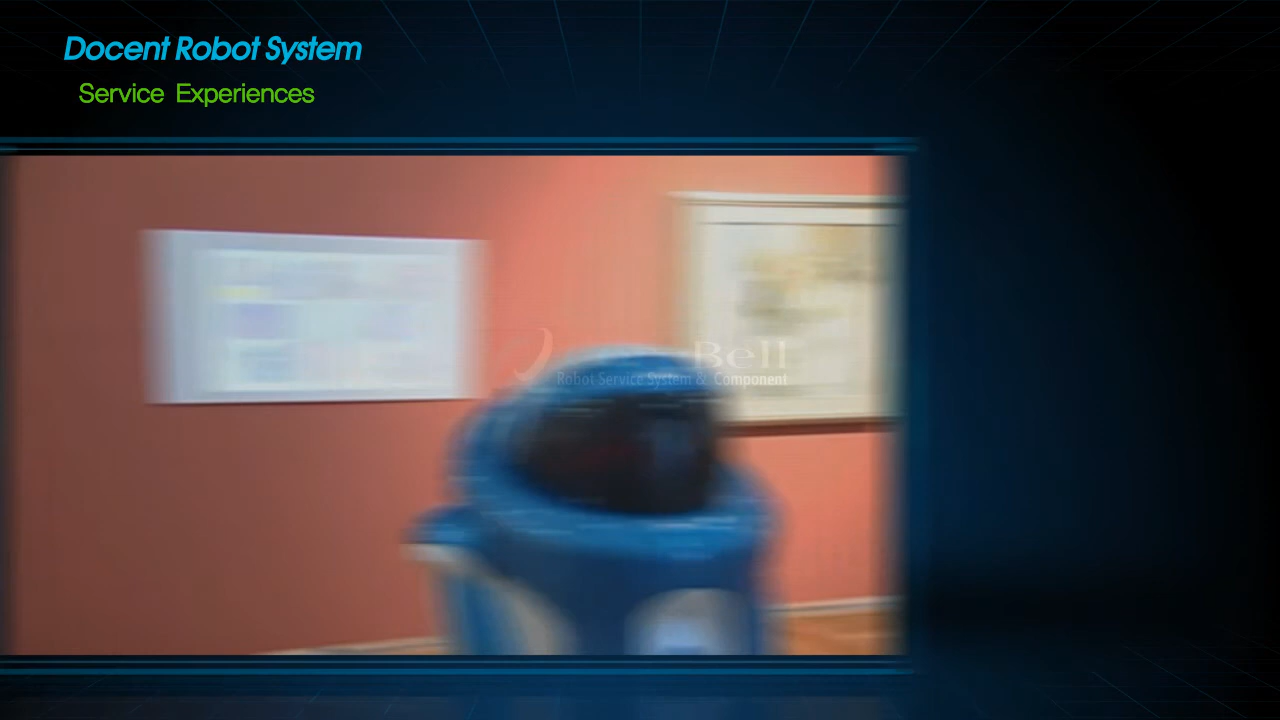 Docent Robot System
Service Experiences
Bell
Robot Service System & Component